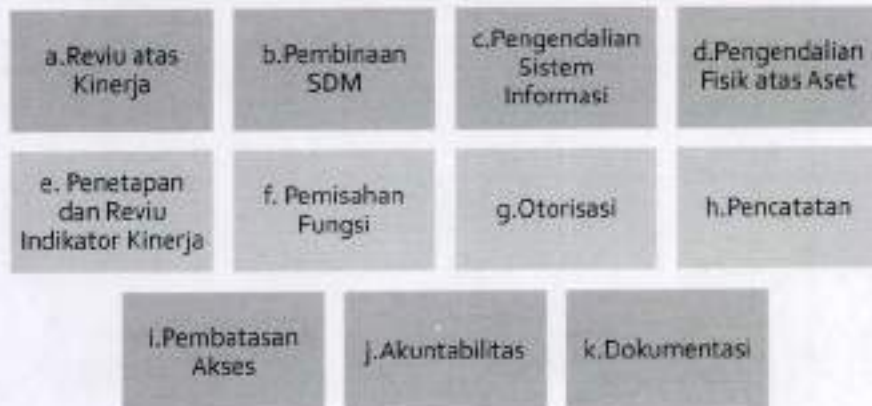 a.Reviu atas
Kinerja
b.Pembinaan
SDM
c.Pengendalian
Sistem
Informasi
d.Pengendalian
Fisik atas Aset
e. Penetapan
dan Reviu
Indikator Kinerja
f. Pemisahan
Fungsi
g.Otorisasi
h.Pencatatan
i.Pembatasan
Akses
j.Akuntabilitas
k.Dokumentasi